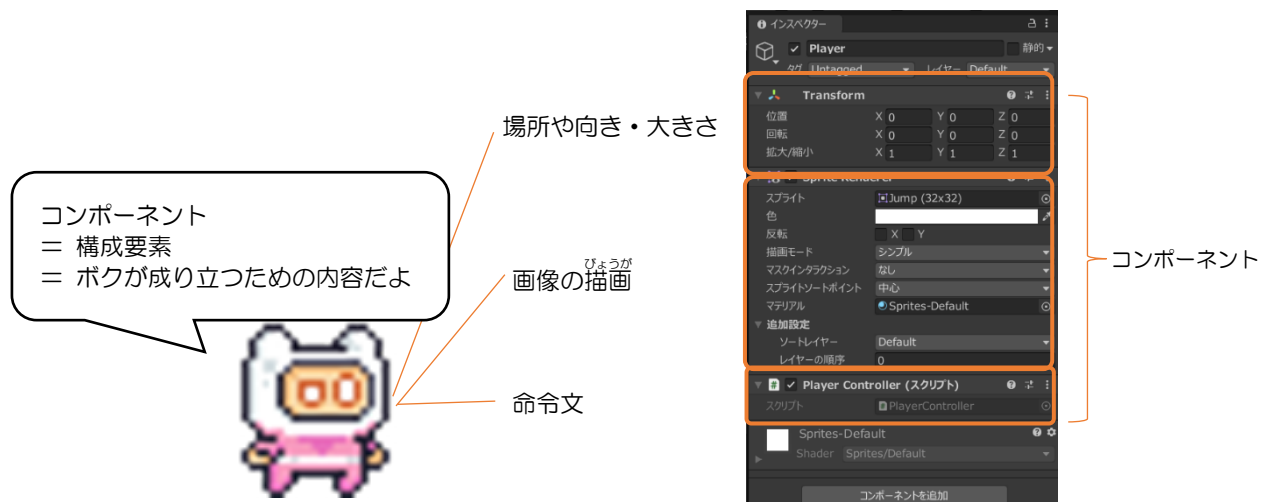 場所や向き・大きさ
コンポーネント
＝ 構成要素
＝ ボクが成り立つための内容だよ
画像の描画
びょうが
命令文
インスペクター
Player
静的
タグ Untagged レイヤー Default
Transform
位置 X 0 Y 0 Z 0
回転 X 0 Y 0 Z 0
拡大/縮小 X 1 Y 1 Z 1
Sprite Renderer
スプライト Jump (32x32)
色
反転 X Y
描画モード シンプル
マスクインタラクション なし
スプライトソートポイント 中心
マテリアル Sprites-Default
追加設定
ソートレイヤー Default
レイヤーの順序 0
Player Controller (スクリプト)
スクリプト PlayerController
Sprites-Defa
Shader Sprites/Default
コンポーネントを追加
コンポーネント